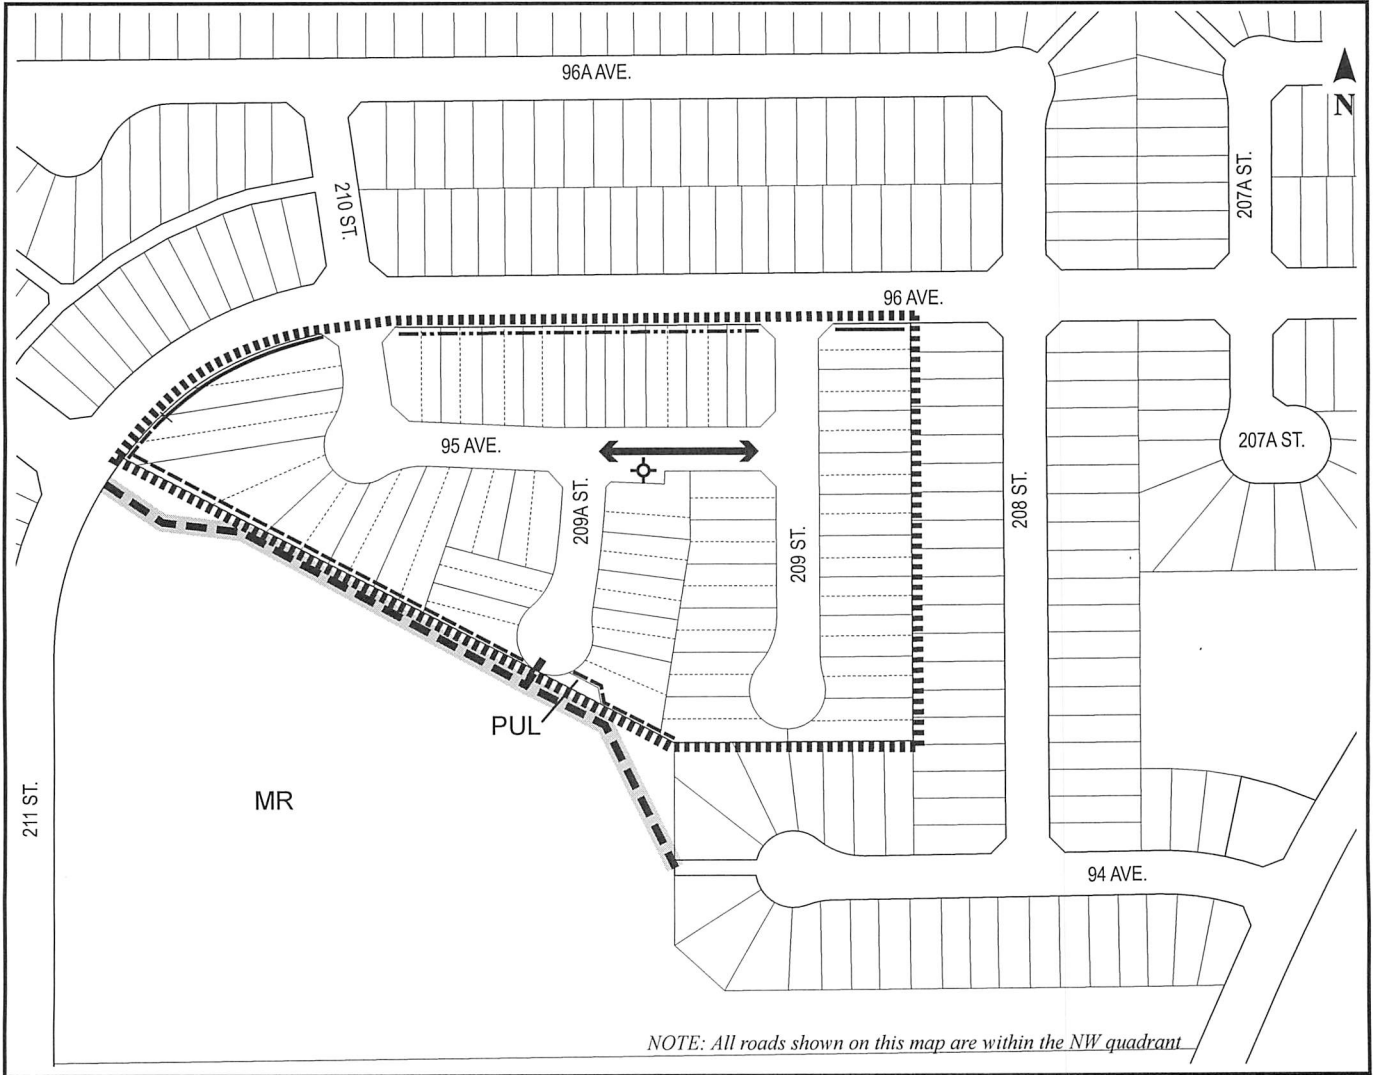 96A AVE.
N
210 ST.
207A ST.
96 AVE.
95 AVE.
207A ST.
209A ST.
208 ST.
209 ST.
PUL
MR
211 ST.
94 AVE.
NOTE: All roads shown on this map are within the NW quadrant